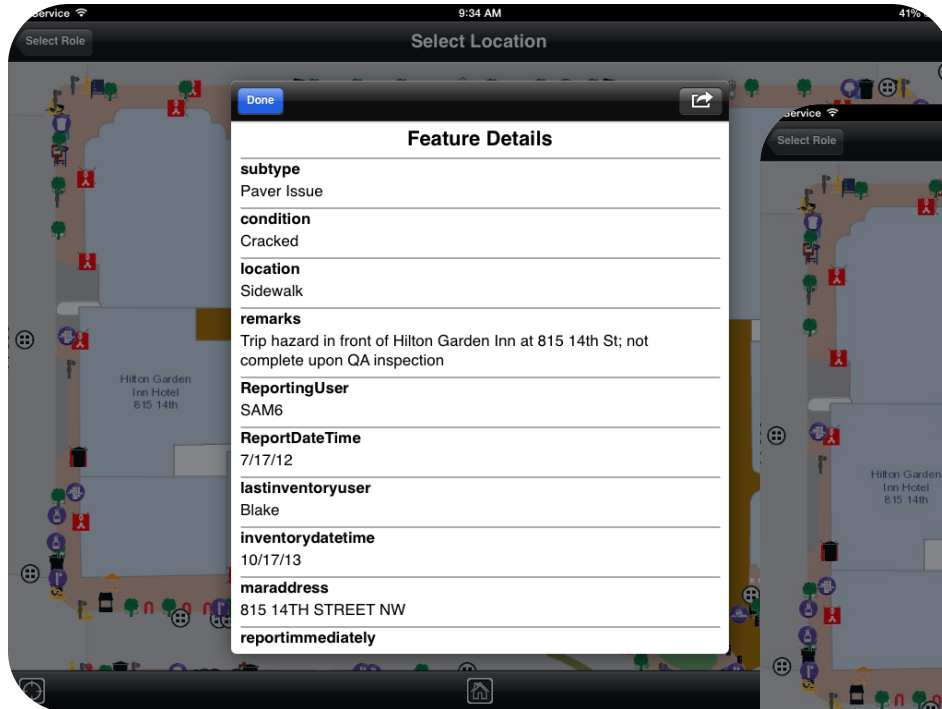 Service
9:34 AM
41%
Select Role
Select Location
Done
Feature Details
subtype
Paver Issue
condition
Cracked
location
Sidewalk
remarks
Trip hazard in front of Hilton Garden Inn at 815 14th St; not
complete upon QA inspection
ReportingUser
SAM6
ReportDateTime
7/17/12
lastinventoryuser
Blake
inventorydatetime
10/17/13
maraddress
815 14TH STREET NW
reportimmediately
Hilton Garden
Inn Hotel
815 14th
Service
Select Role
Hilton Garden
Inn Hotel
815 14th